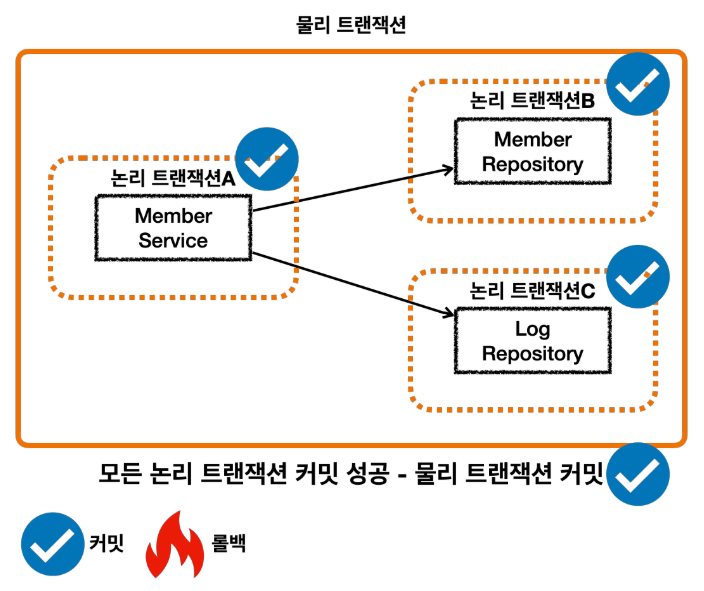 물리 트랜잭션
논리 트랜잭션B
Member
Repository
논리 트랜잭션A
Member
Service
논리 트랜잭션C
Log
Repository
모든 논리 트랜잭션 커밋 성공 - 물리 트랜잭션 커밋
커밋
롤백